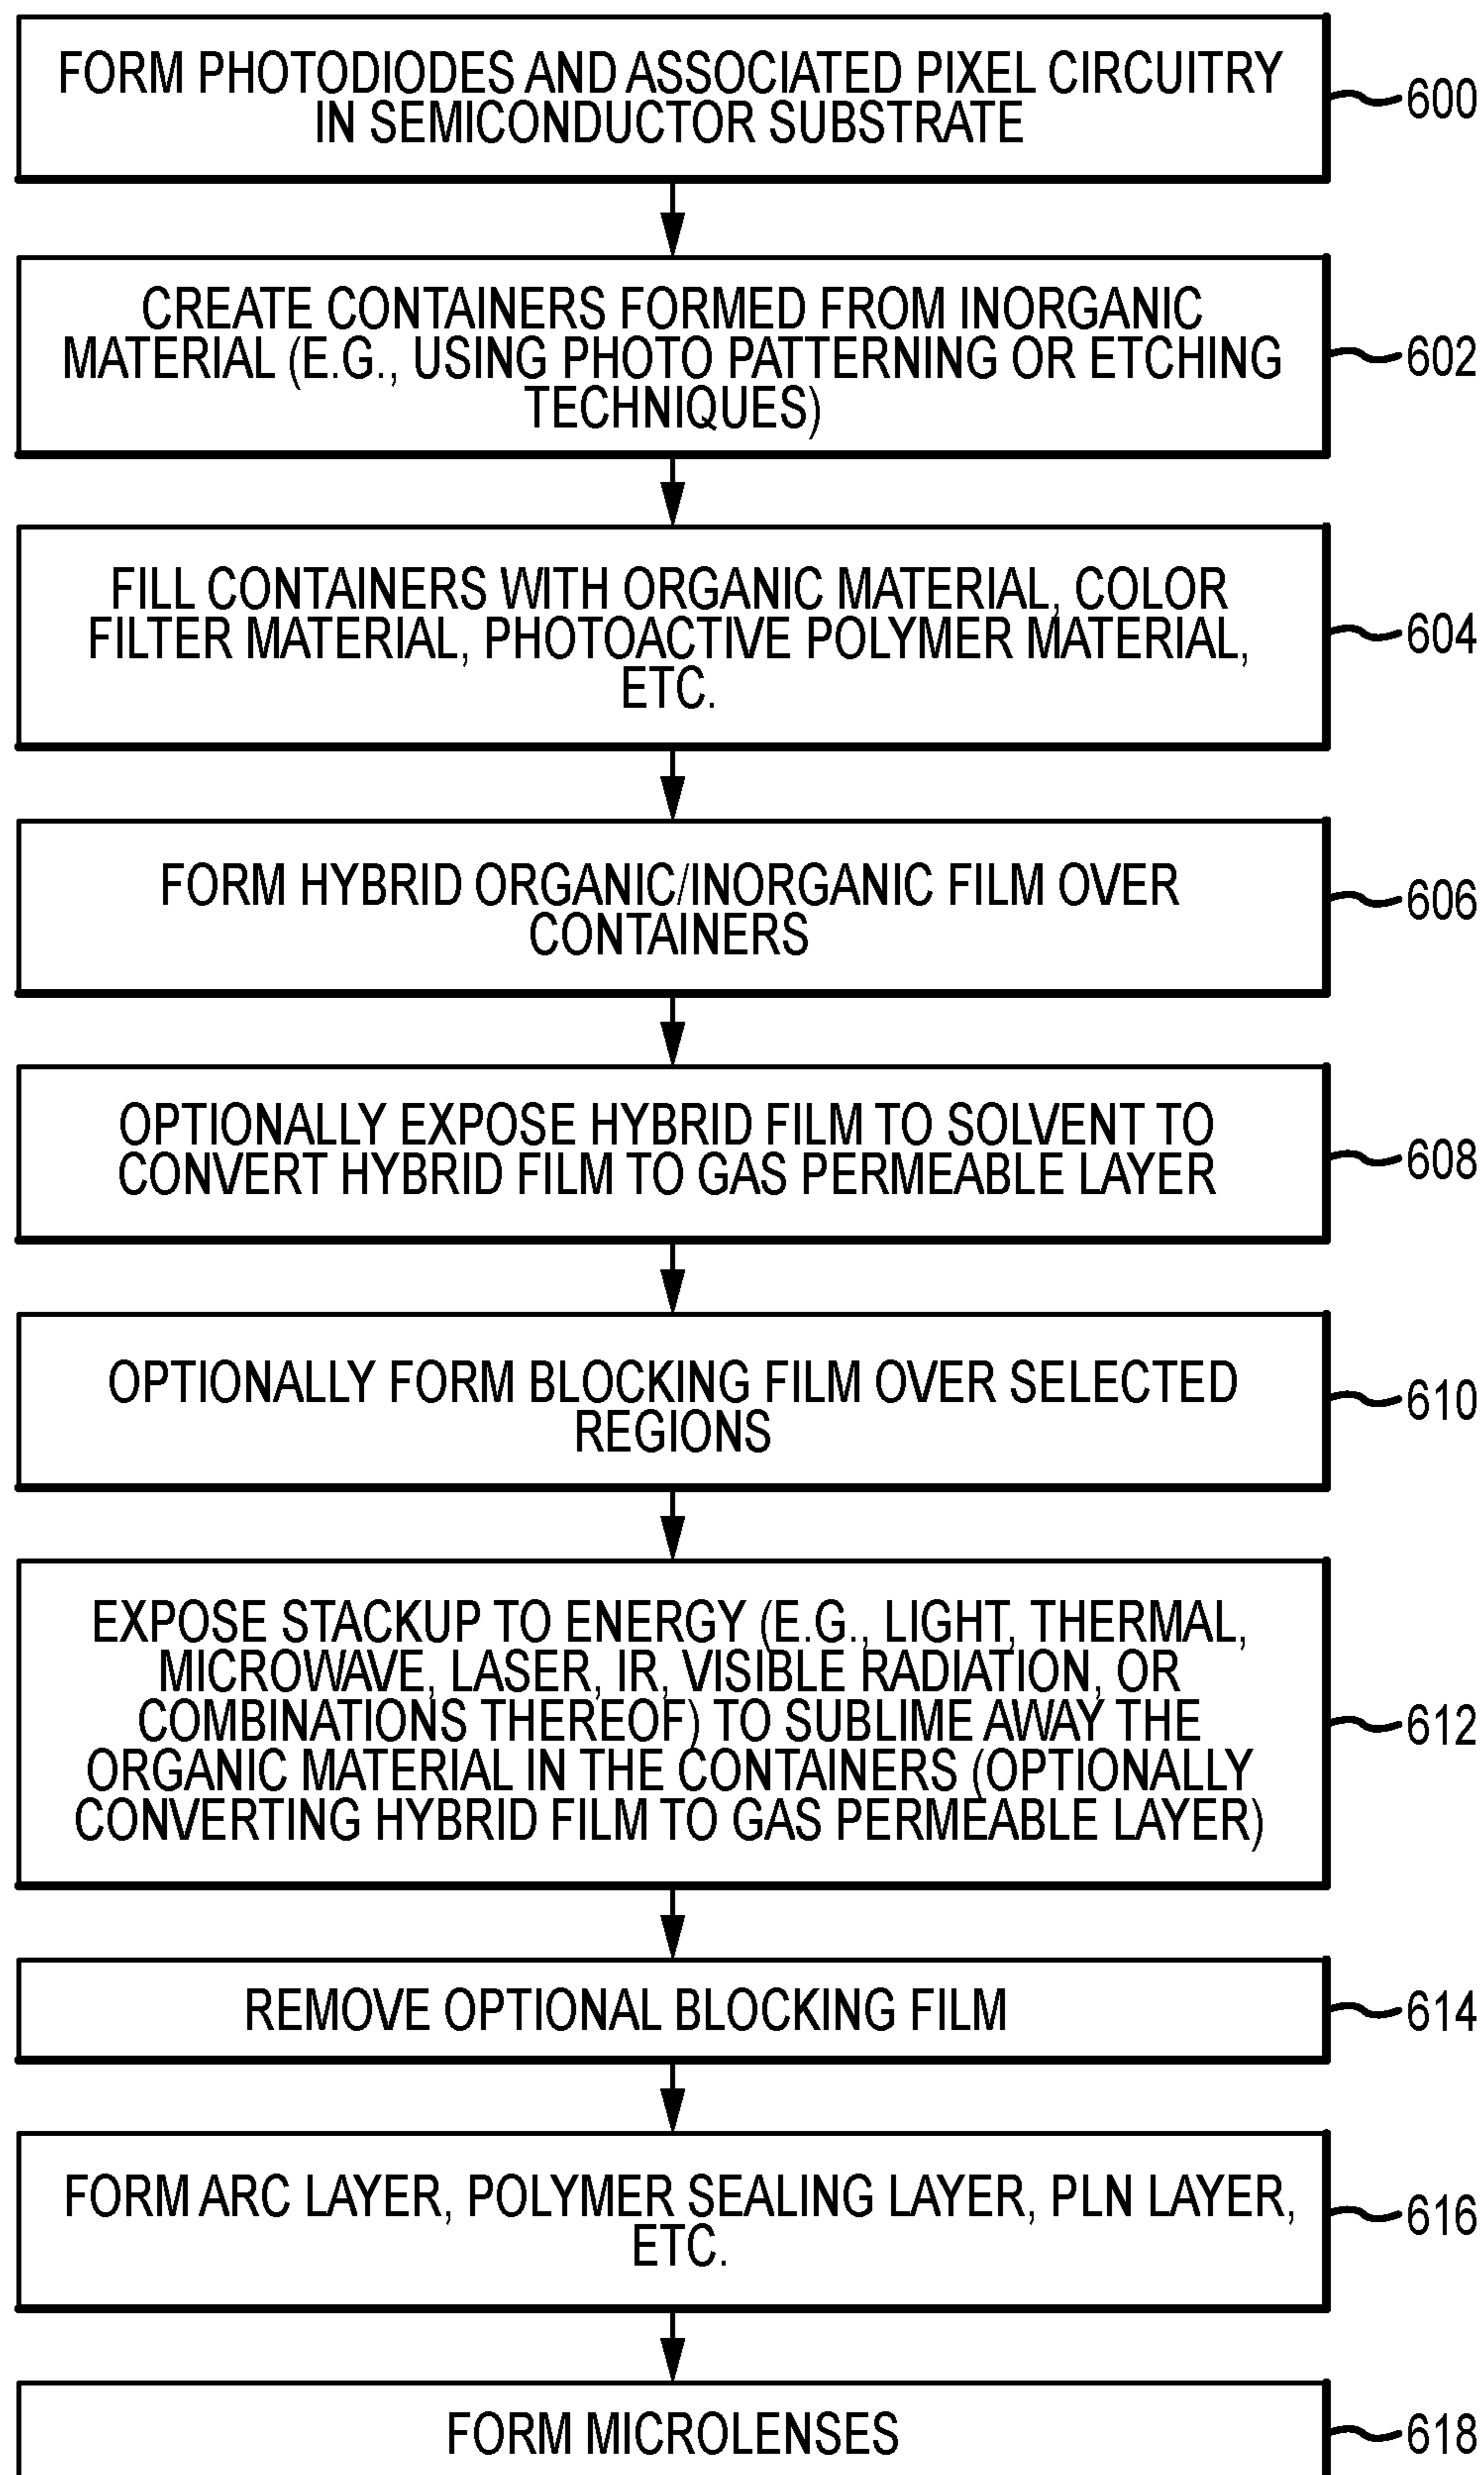 FORM PHOTODIODES AND ASSOCIATED PIXEL CIRCUITRY
IN SEMICONDUCTOR SUBSTRATE
600
CREATE CONTAINERS FORMED FROM INORGANIC
MATERIAL (E.G., USING PHOTO PATTERNING OR ETCHING
TECHNIQUES)
602
FILL CONTAINERS WITH ORGANIC MATERIAL, COLOR
FILTER MATERIAL, PHOTOACTIVE POLYMER MATERIAL,
ETC.
604
FORM HYBRID ORGANIC/INORGANIC FILM OVER
CONTAINERS
606
OPTIONALLY EXPOSE HYBRID FILM TO SOLVENT TO
CONVERT HYBRID FILM TO GAS PERMEABLE LAYER
608
OPTIONALLY FORM BLOCKING FILM OVER SELECTED
REGIONS
610
EXPOSE STACKUP TO ENERGY (E.G., LIGHT, THERMAL,
MICROWAVE, LASER, IR, VISIBLE RADIATION, OR
COMBINATIONS THEREOF) TO SUBLIME AWAY THE
ORGANIC MATERIAL IN THE CONTAINERS (OPTIONALLY
CONVERTING HYBRID FILM TO GAS PERMEABLE LAYER)
612
REMOVE OPTIONAL BLOCKING FILM
614
FORM ARC LAYER, POLYMER SEALING LAYER, PLN LAYER,
ETC.
616
FORM MICROLENSES
618